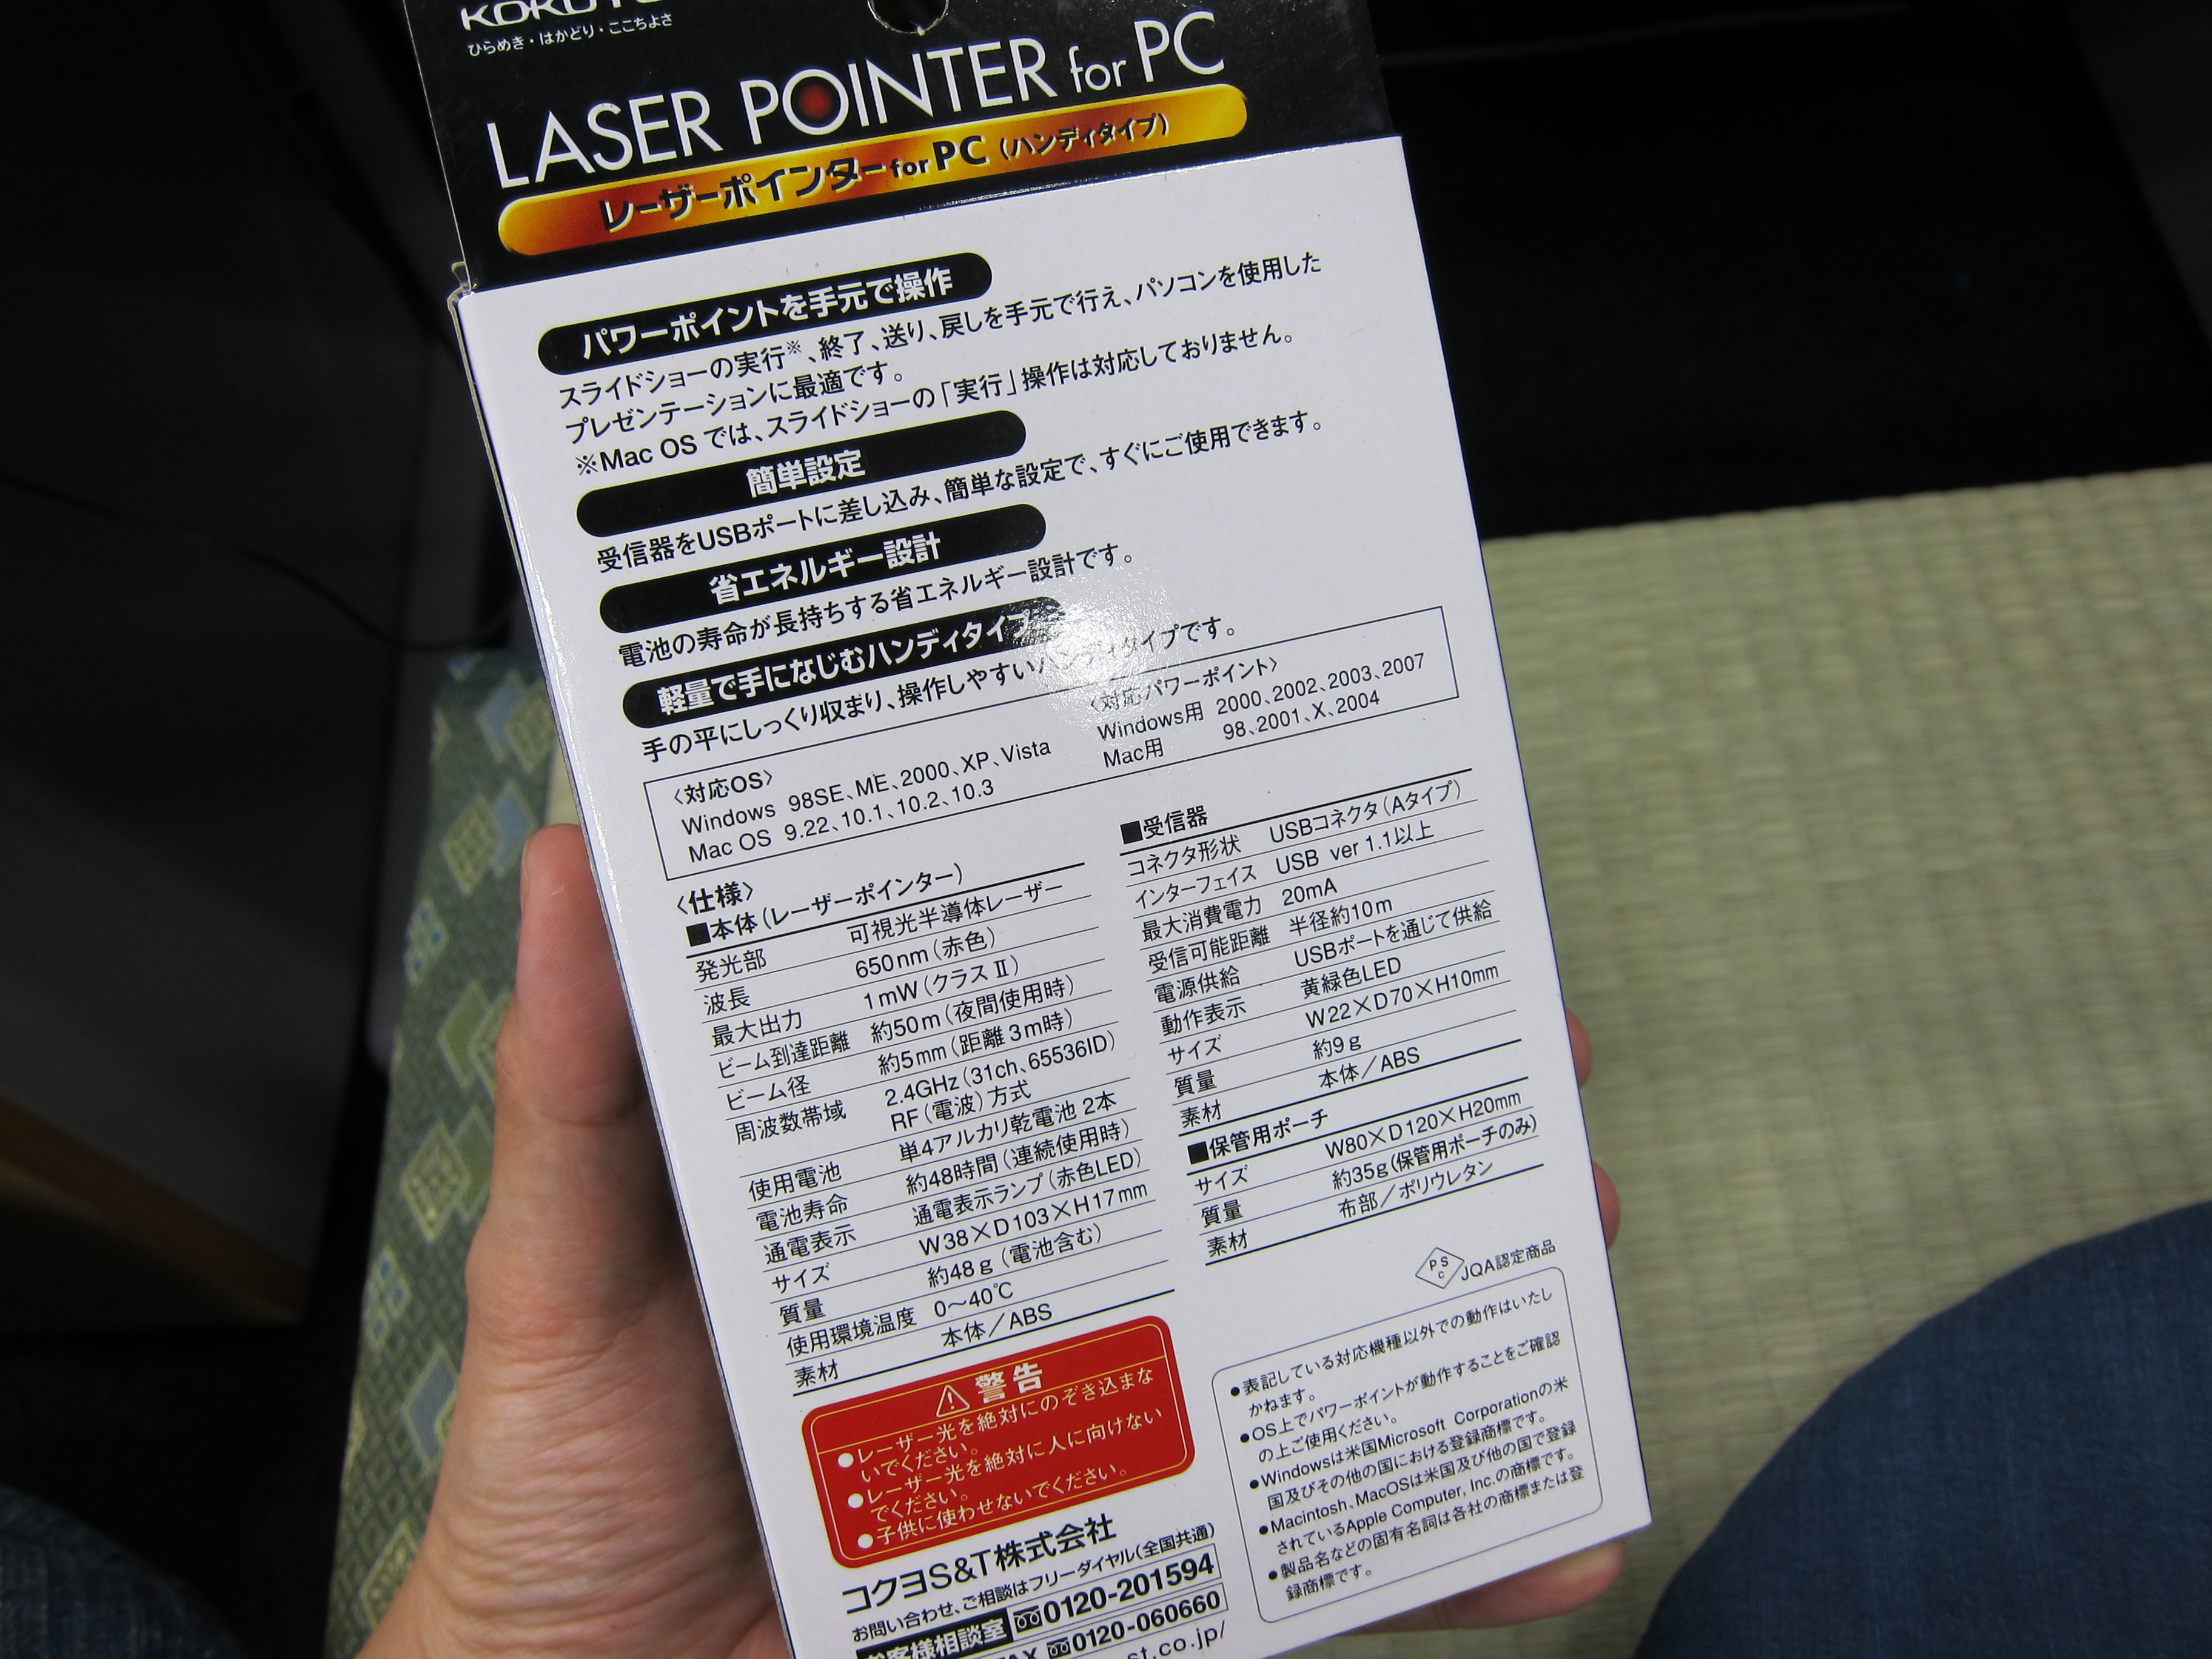 KOKUYO
ひらめき・はかどり・ここちよさ
LASER POINTER for PC
レーザーポインター for PC (ハンディタイプ)
パワーポイントを手元で操作
スライドショーの実行※、終了、送り、戻しを手元で行え、パソコンを使用した
プレゼンテーションに最適です。
※Mac OS では、スライドショーの「実行」操作は対応しておりません。
簡単設定
受信器をUSBポートに差し込み、簡単な設定で、すぐにご使用できます。
省エネルギー設計
電池の寿命が長持ちする省エネルギー設計です。
軽量で手になじむハンディタイプ
手の平にしっくり収まり、操作しやすいハンディタイプです。
〈対応OS〉
Windows 98SE、ME、2000、XP、Vista
Mac OS 9.22、10.1、10.2、10.3
〈対応パワーポイント〉
Windows用 2000、2002、2003、2007
Mac用 98、2001、X、2004
〈仕様〉
■本体(レーザーポインター)
発光部 可視光半導体レーザー
波長 650nm(赤色)
最大出力 1mW(クラスⅡ)
ビーム到達距離 約50m(夜間使用時)
ビーム径 約5mm(距離3m時)
周波数帯域 2.4GHz(31ch、65536ID)
RF(電波)方式
使用電池 単4アルカリ乾電池 2本
電池寿命 約48時間(連続使用時)
通電表示 通電表示ランプ(赤色LED)
サイズ W38×D103×H17mm
質量 約48g(電池含む)
使用環境温度 0〜40℃
素材 本体/ABS
■受信器
コネクタ形状 USBコネクタ(Aタイプ)
インターフェイス USB ver 1.1以上
最大消費電力 20mA
受信可能距離 半径約10m
電源供給 USBポートを通じて供給
動作表示 黄緑色LED
サイズ W22×D70×H10mm
質量 約9g
素材 本体/ABS
■保管用ポーチ
サイズ W80×D120×H20mm
質量 約35g(保管用ポーチのみ)
素材 布部/ポリウレタン
PSC JQA認定商品
⚠警告
●レーザー光を絶対にのぞき込まな
いでください。
●レーザー光を絶対に人に向けない
でください。
●子供に使わせないでください。
●表記している対応機種以外での動作はいたし
かねます。
●OS上でパワーポイントが動作することをご確認
の上ご使用ください。
●Windowsは米国Microsoft Corporationの米
国及びその他の国における登録商標です。
●Macintosh、MacOSは米国及び他の国で登録
されているApple Computer, Inc.の商標です。
●製品名などの固有名詞は各社の商標または登
録商標です。
コクヨS&T株式会社
お問い合わせ、ご相談はフリーダイヤル(全国共通)
お客様相談室 0120-201594
FAX 0120-060660
st.co.jp/